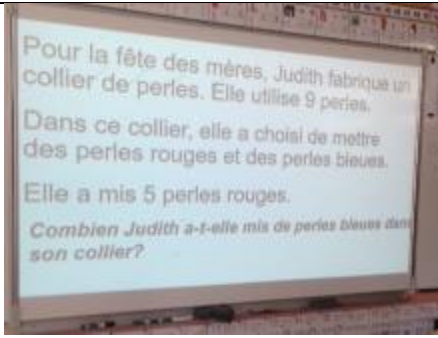 Pour la fête des mères, Judith fabrique un
collier de perles. Elle utilise 9 perles.
Dans ce collier, elle a choisi de mettre
des perles rouges et des perles bleues.
Elle a mis 5 perles rouges.
Combien Judith a-t-elle mis de perles bleues dans
son collier?